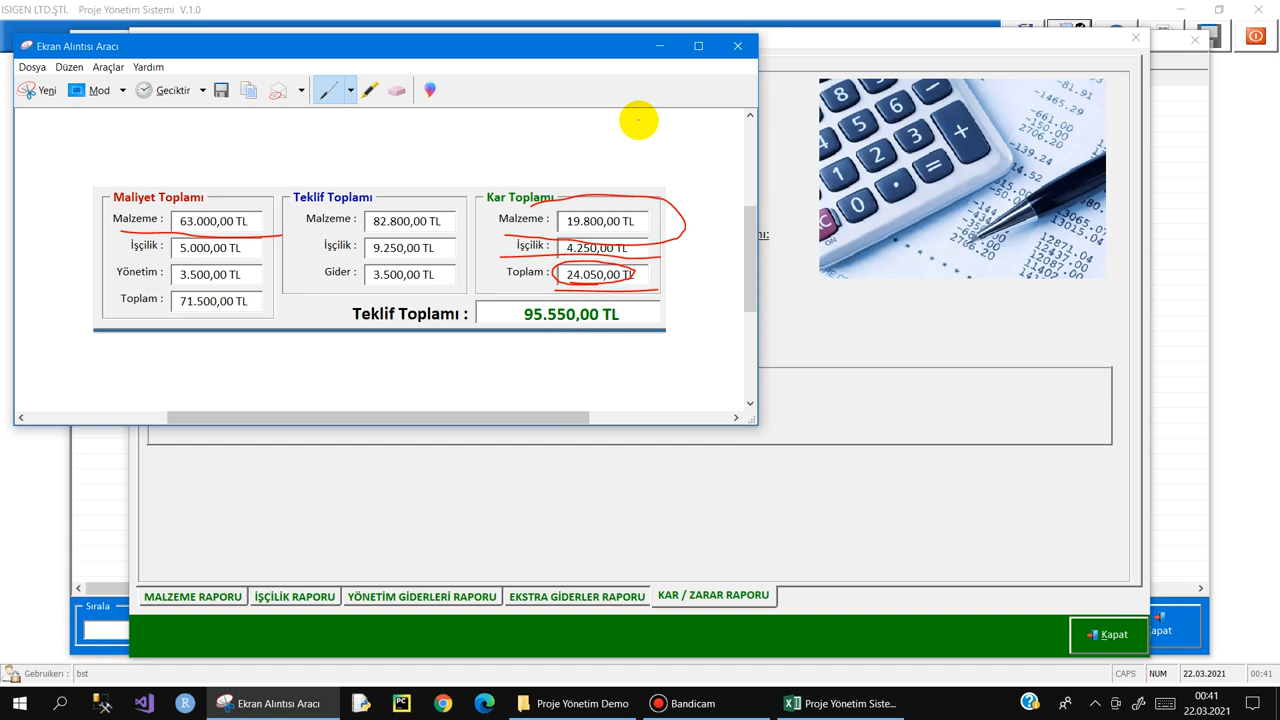 ISIGEN LTD.ŞTİ. Proje Yönetim Sistemi V.1.0
Ekran Alıntısı Aracı
Dosya Düzen Araçlar Yardım
Yeni Mod Geciktir
Maliyet Toplamı
Malzeme : 63.000,00 TL
İşçilik : 5.000,00 TL
Yönetim : 3.500,00 TL
Toplam : 71.500,00 TL
Teklif Toplamı
Malzeme : 82.800,00 TL
İşçilik : 9.250,00 TL
Gider : 3.500,00 TL
Kar Toplamı
Malzeme : 19.800,00 TL
İşçilik : 4.250,00 TL
Toplam : 24.050,00 TL
Teklif Toplamı : 95.550,00 TL
MALZEME RAPORU İŞÇİLİK RAPORU YÖNETİM GİDERLERİ RAPORU EKSTRA GİDERLER RAPORU KAR / ZARAR RAPORU
Sırala
Kapat
apat
Gebruikerı : bst
CAPS NUM 22.03.2021 00:41
Ekran Alıntısı Aracı
Proje Yönetim Demo
Bandicam
Proje Yönetim Siste...
00:41
22.03.2021